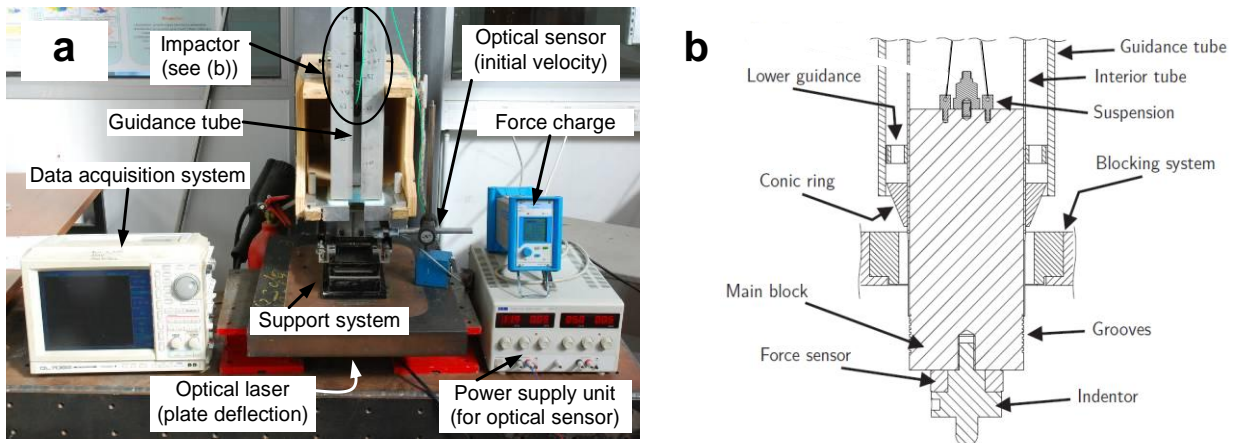 a
Impactor
(see (b))
Optical sensor
(initial velocity)
Guidance tube
Force charge
Data acquisition system
Support system
Optical laser
(plate deflection)
Power supply unit
(for optical sensor)
b
Guidance tube
Lower guidance
Interior tube
Suspension
Blocking system
Conic ring
Main block
Grooves
Force sensor
Indentor